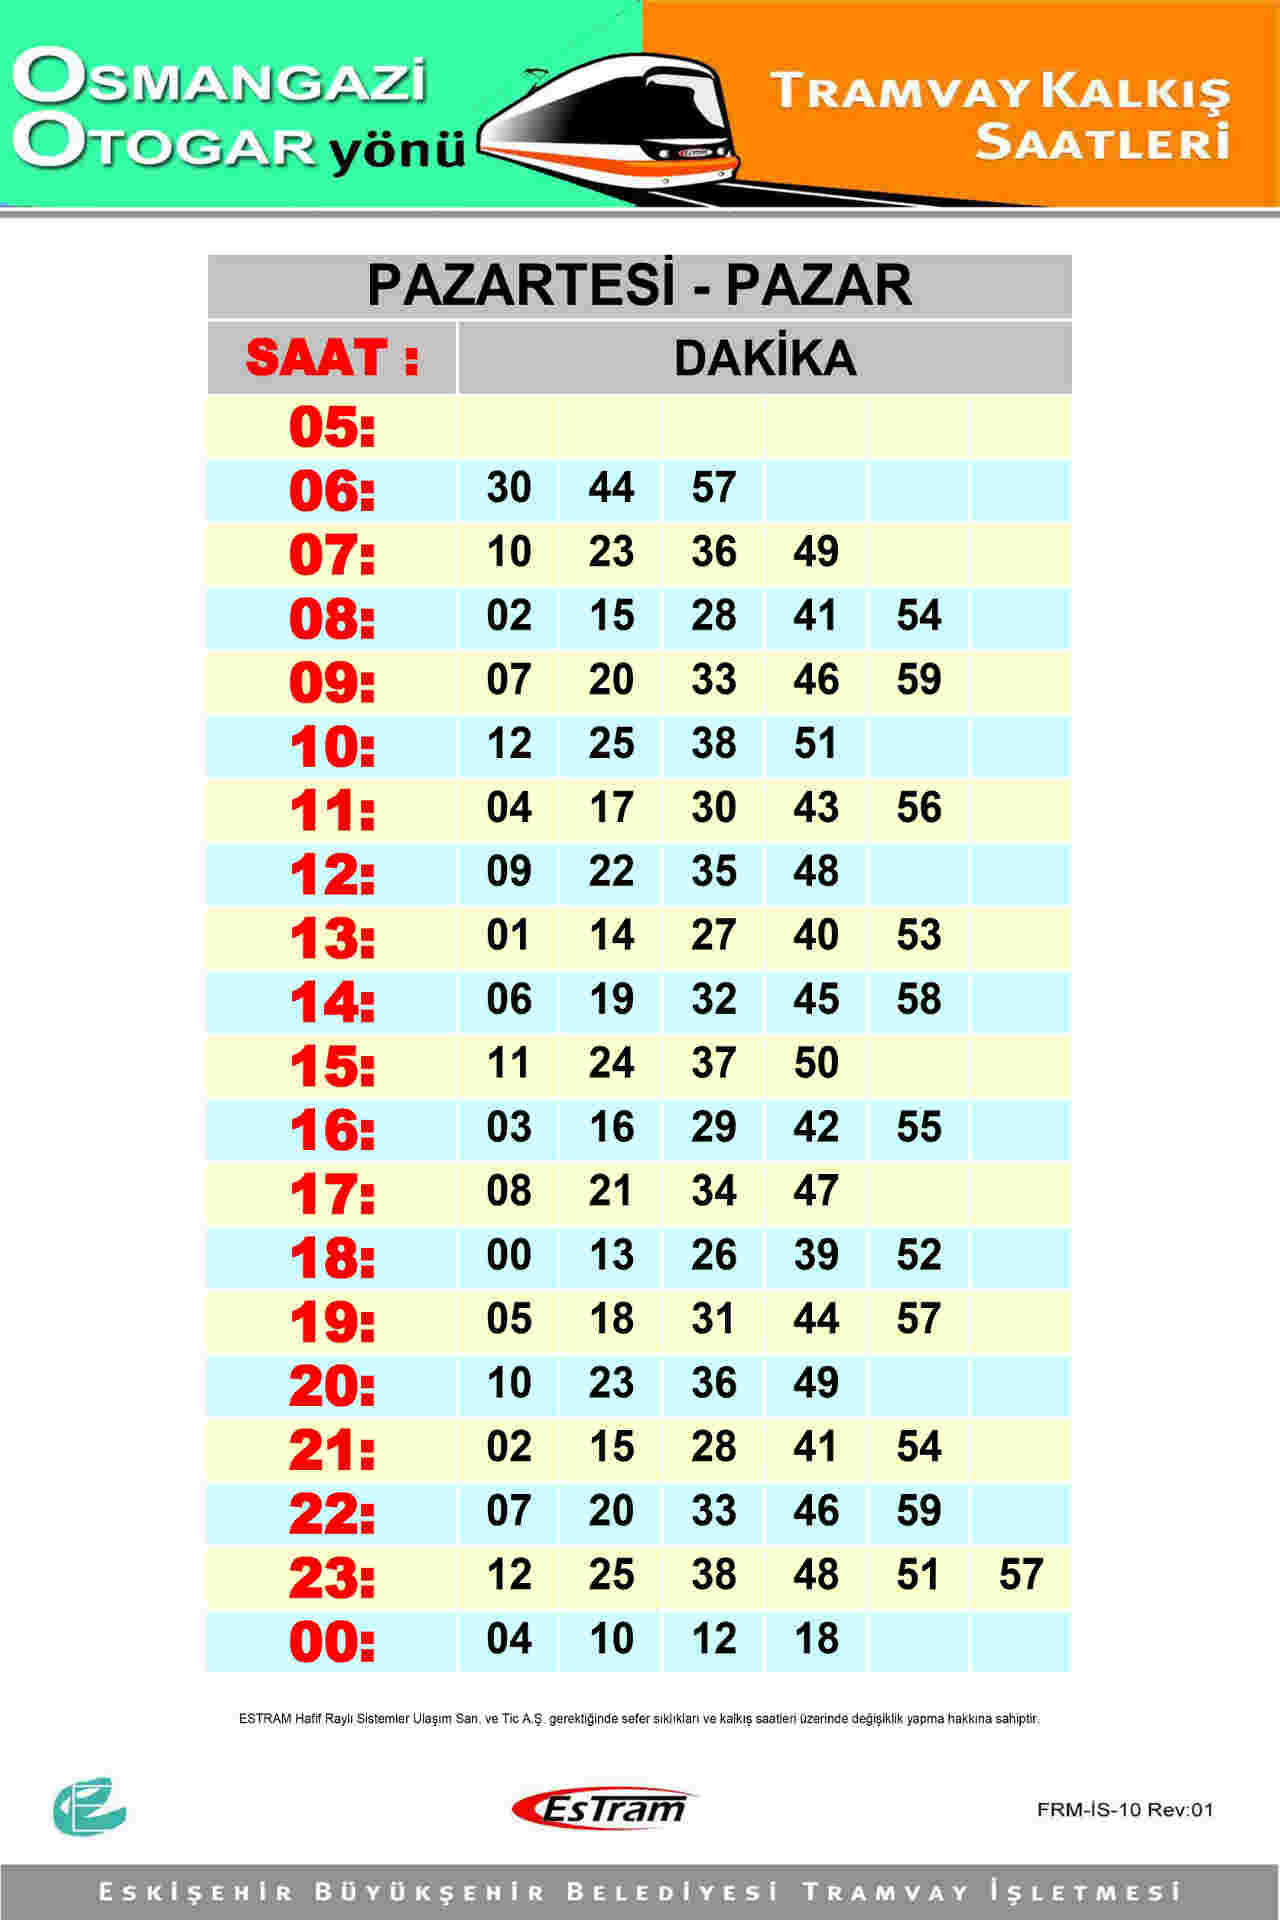 OSMANGAZİ
OTOGAR yönü
TRAMVAY KALKIŞ
SAATLERİ
EsTram
PAZARTESİ - PAZAR
SAAT : DAKİKA
05:
06: 30 44 57
07: 10 23 36 49
08: 02 15 28 41 54
09: 07 20 33 46 59
10: 12 25 38 51
11: 04 17 30 43 56
12: 09 22 35 48
13: 01 14 27 40 53
14: 06 19 32 45 58
15: 11 24 37 50
16: 03 16 29 42 55
17: 08 21 34 47
18: 00 13 26 39 52
19: 05 18 31 44 57
20: 10 23 36 49
21: 02 15 28 41 54
22: 07 20 33 46 59
23: 12 25 38 48 51 57
00: 04 10 12 18
ESTRAM Hafif Raylı Sistemler Ulaşım San. ve Tic A.Ş. gerektiğinde sefer sıklıkları ve kalkış saatleri üzerinde değişiklik yapma hakkına sahiptir.
EsTram
FRM-İS-10 Rev:01
ESKİŞEHİR BÜYÜKŞEHİR BELEDİYESİ TRAMVAY İŞLETMESİ